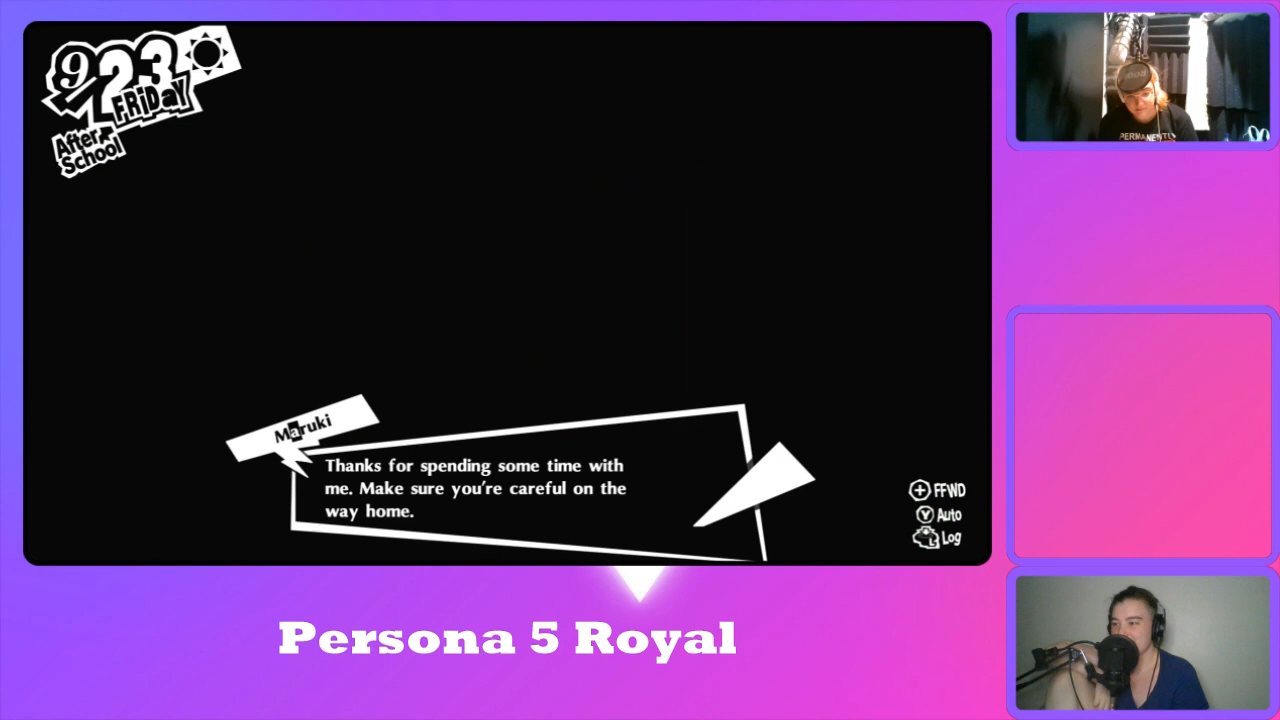 9/23
FRiDaY
After
School
Maruki
Thanks for spending some time with
me. Make sure you're careful on the
way home.
+ FFWD
Y Auto
L Log
Persona 5 Royal
PERMANENT